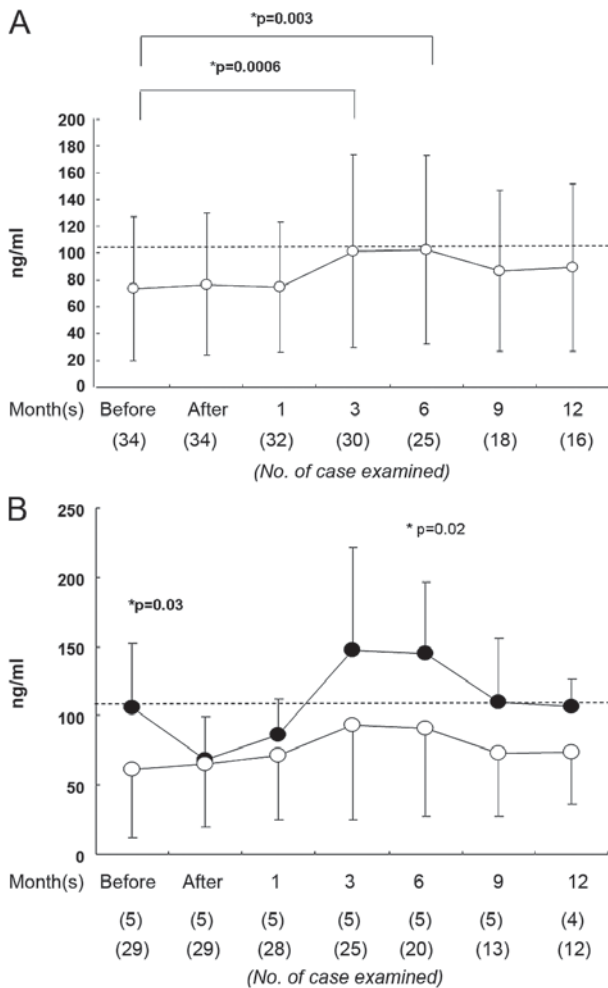 A
*p=0.003
*p=0.0006
200
180
160
140
120
100
80
60
40
20
0
ng/ml
Month(s) Before After 1 3 6 9 12
(34) (34) (32) (30) (25) (18) (16)
(No. of case examined)
B
250
200
150
100
50
0
ng/ml
* p=0.02
*p=0.03
Month(s) Before After 1 3 6 9 12
(5) (5) (5) (5) (5) (5) (4)
(29) (29) (28) (25) (20) (13) (12)
(No. of case examined)